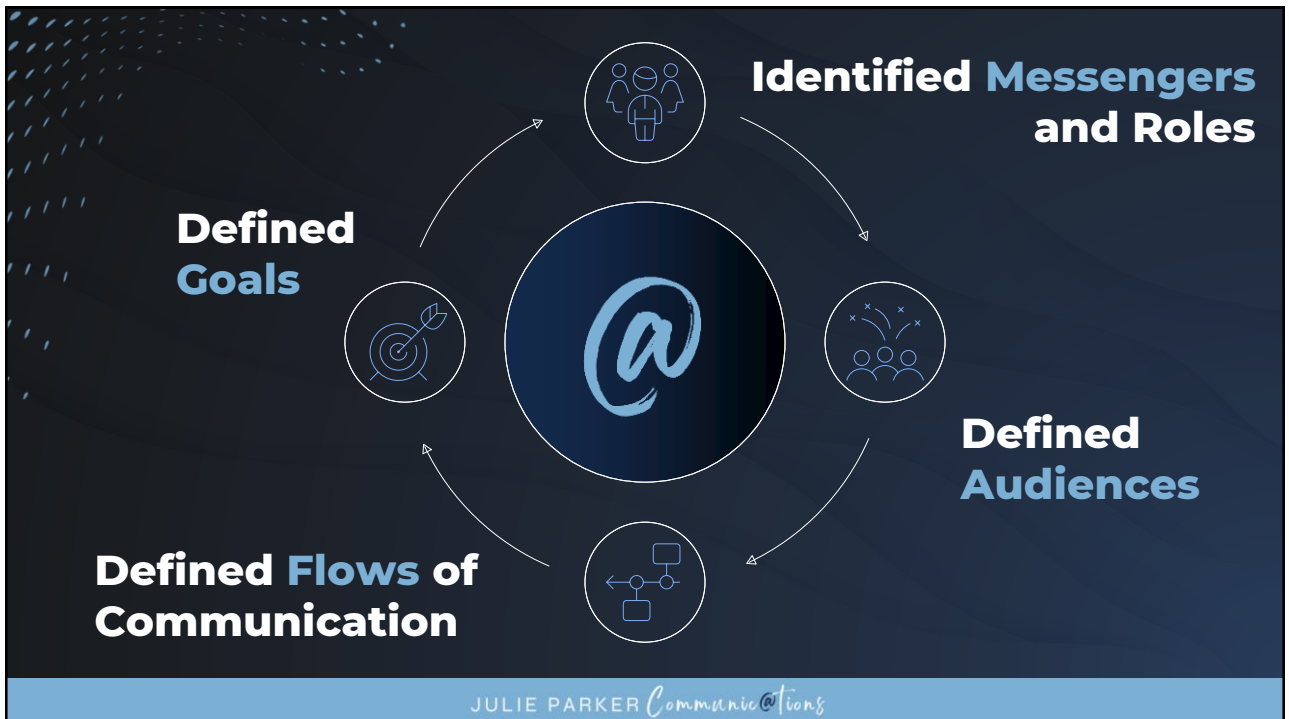 Identified Messengers
and Roles
Defined
Goals
@
Defined
Audiences
Defined Flows of
Communication
JULIE PARKER Communic@tions